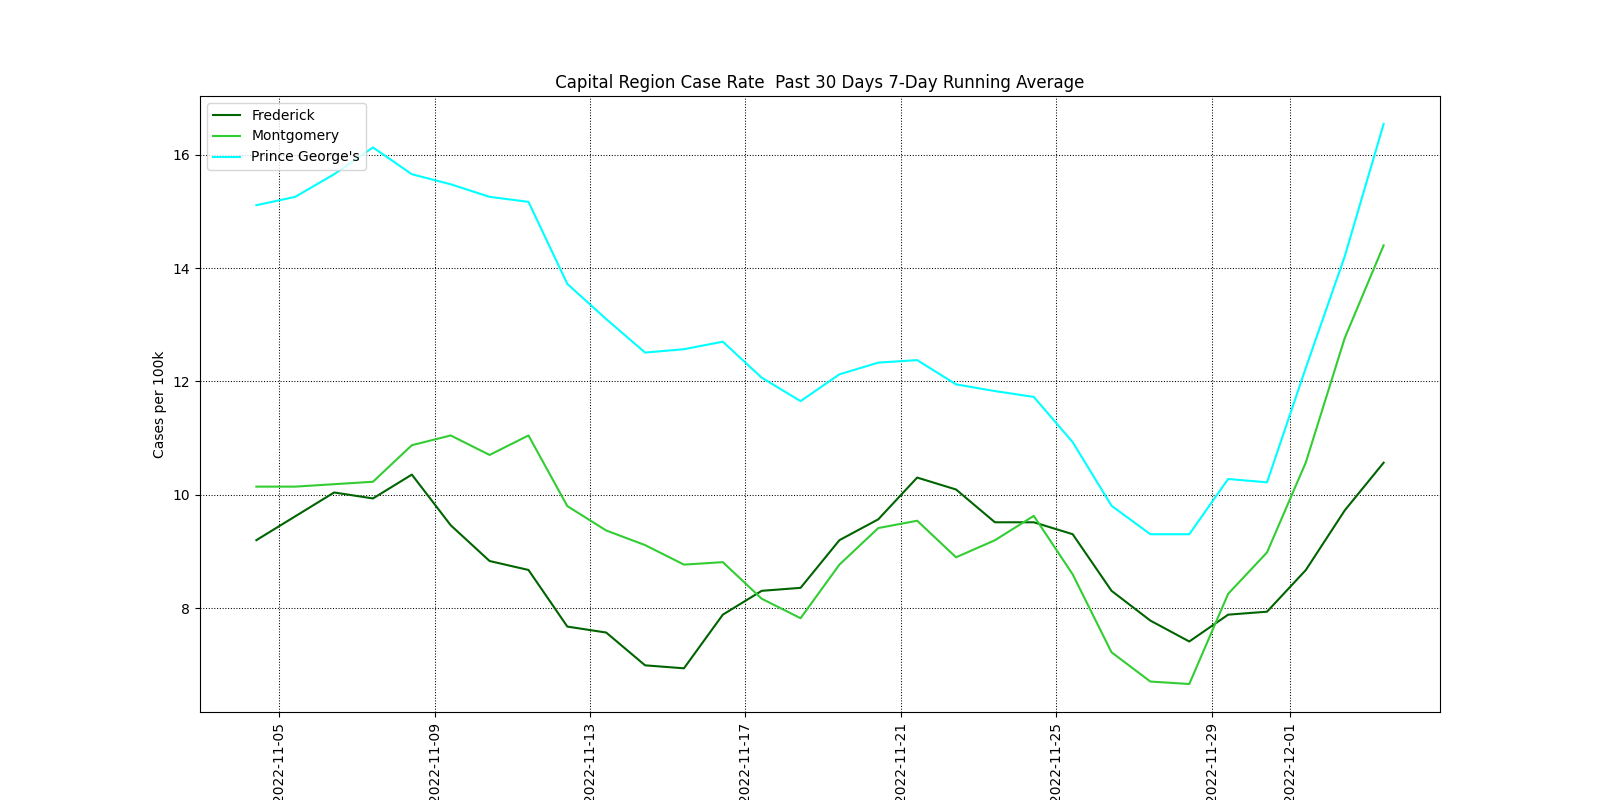 Capital Region Case Rate  Past 30 Days 7-Day Running Average
Frederick
Montgomery
Prince George's
Cases per 100k
16
14
12
10
8
2022-11-05
2022-11-09
2022-11-13
2022-11-17
2022-11-21
2022-11-25
2022-11-29
2022-12-01